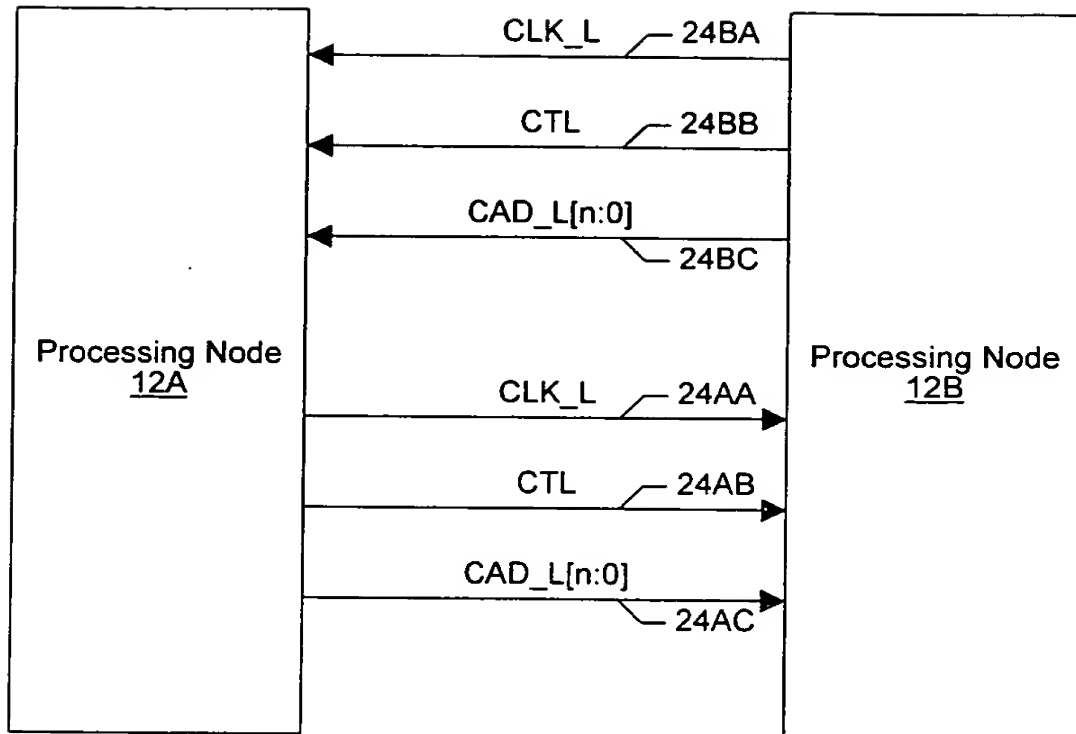 CLK_L 24BA
CTL 24BB
CAD_L[n:0]
24BC
Processing Node
12A
Processing Node
12B
CLK_L 24AA
CTL 24AB
CAD_L[n:0]
24AC